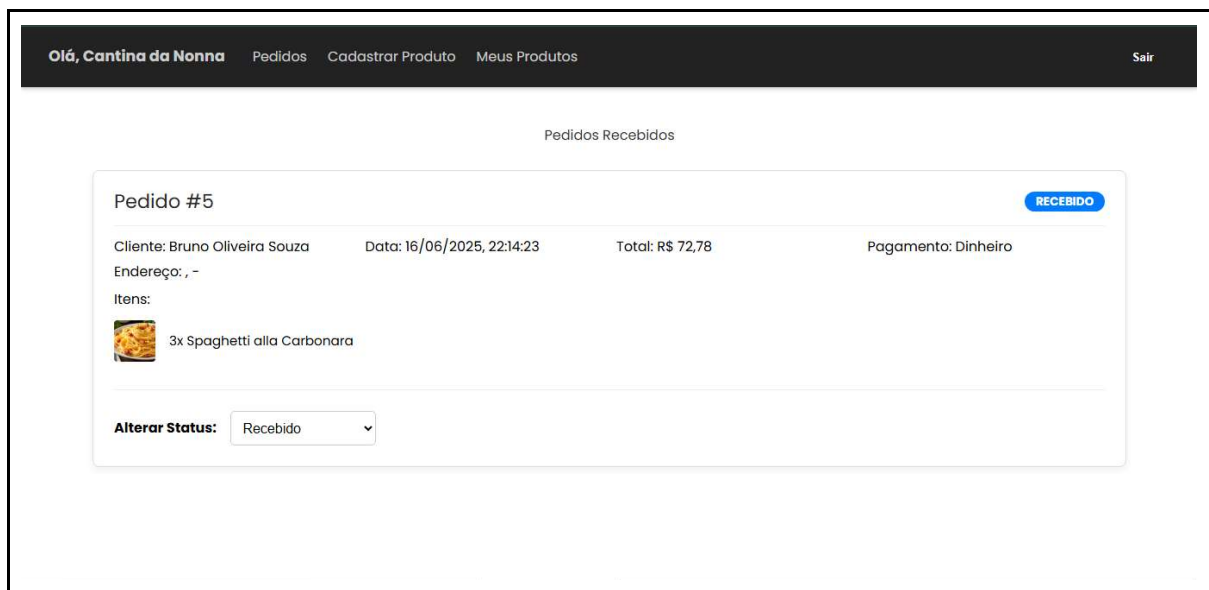 Olá, Cantina da Nonna Pedidos Cadastrar Produto Meus Produtos Sair
Pedidos Recebidos
Pedido #5 RECEBIDO
Cliente: Bruno Oliveira Souza Data: 16/06/2025, 22:14:23 Total: R$ 72,78 Pagamento: Dinheiro
Endereço: , -
Itens:
3x Spaghetti alla Carbonara
Alterar Status: Recebido